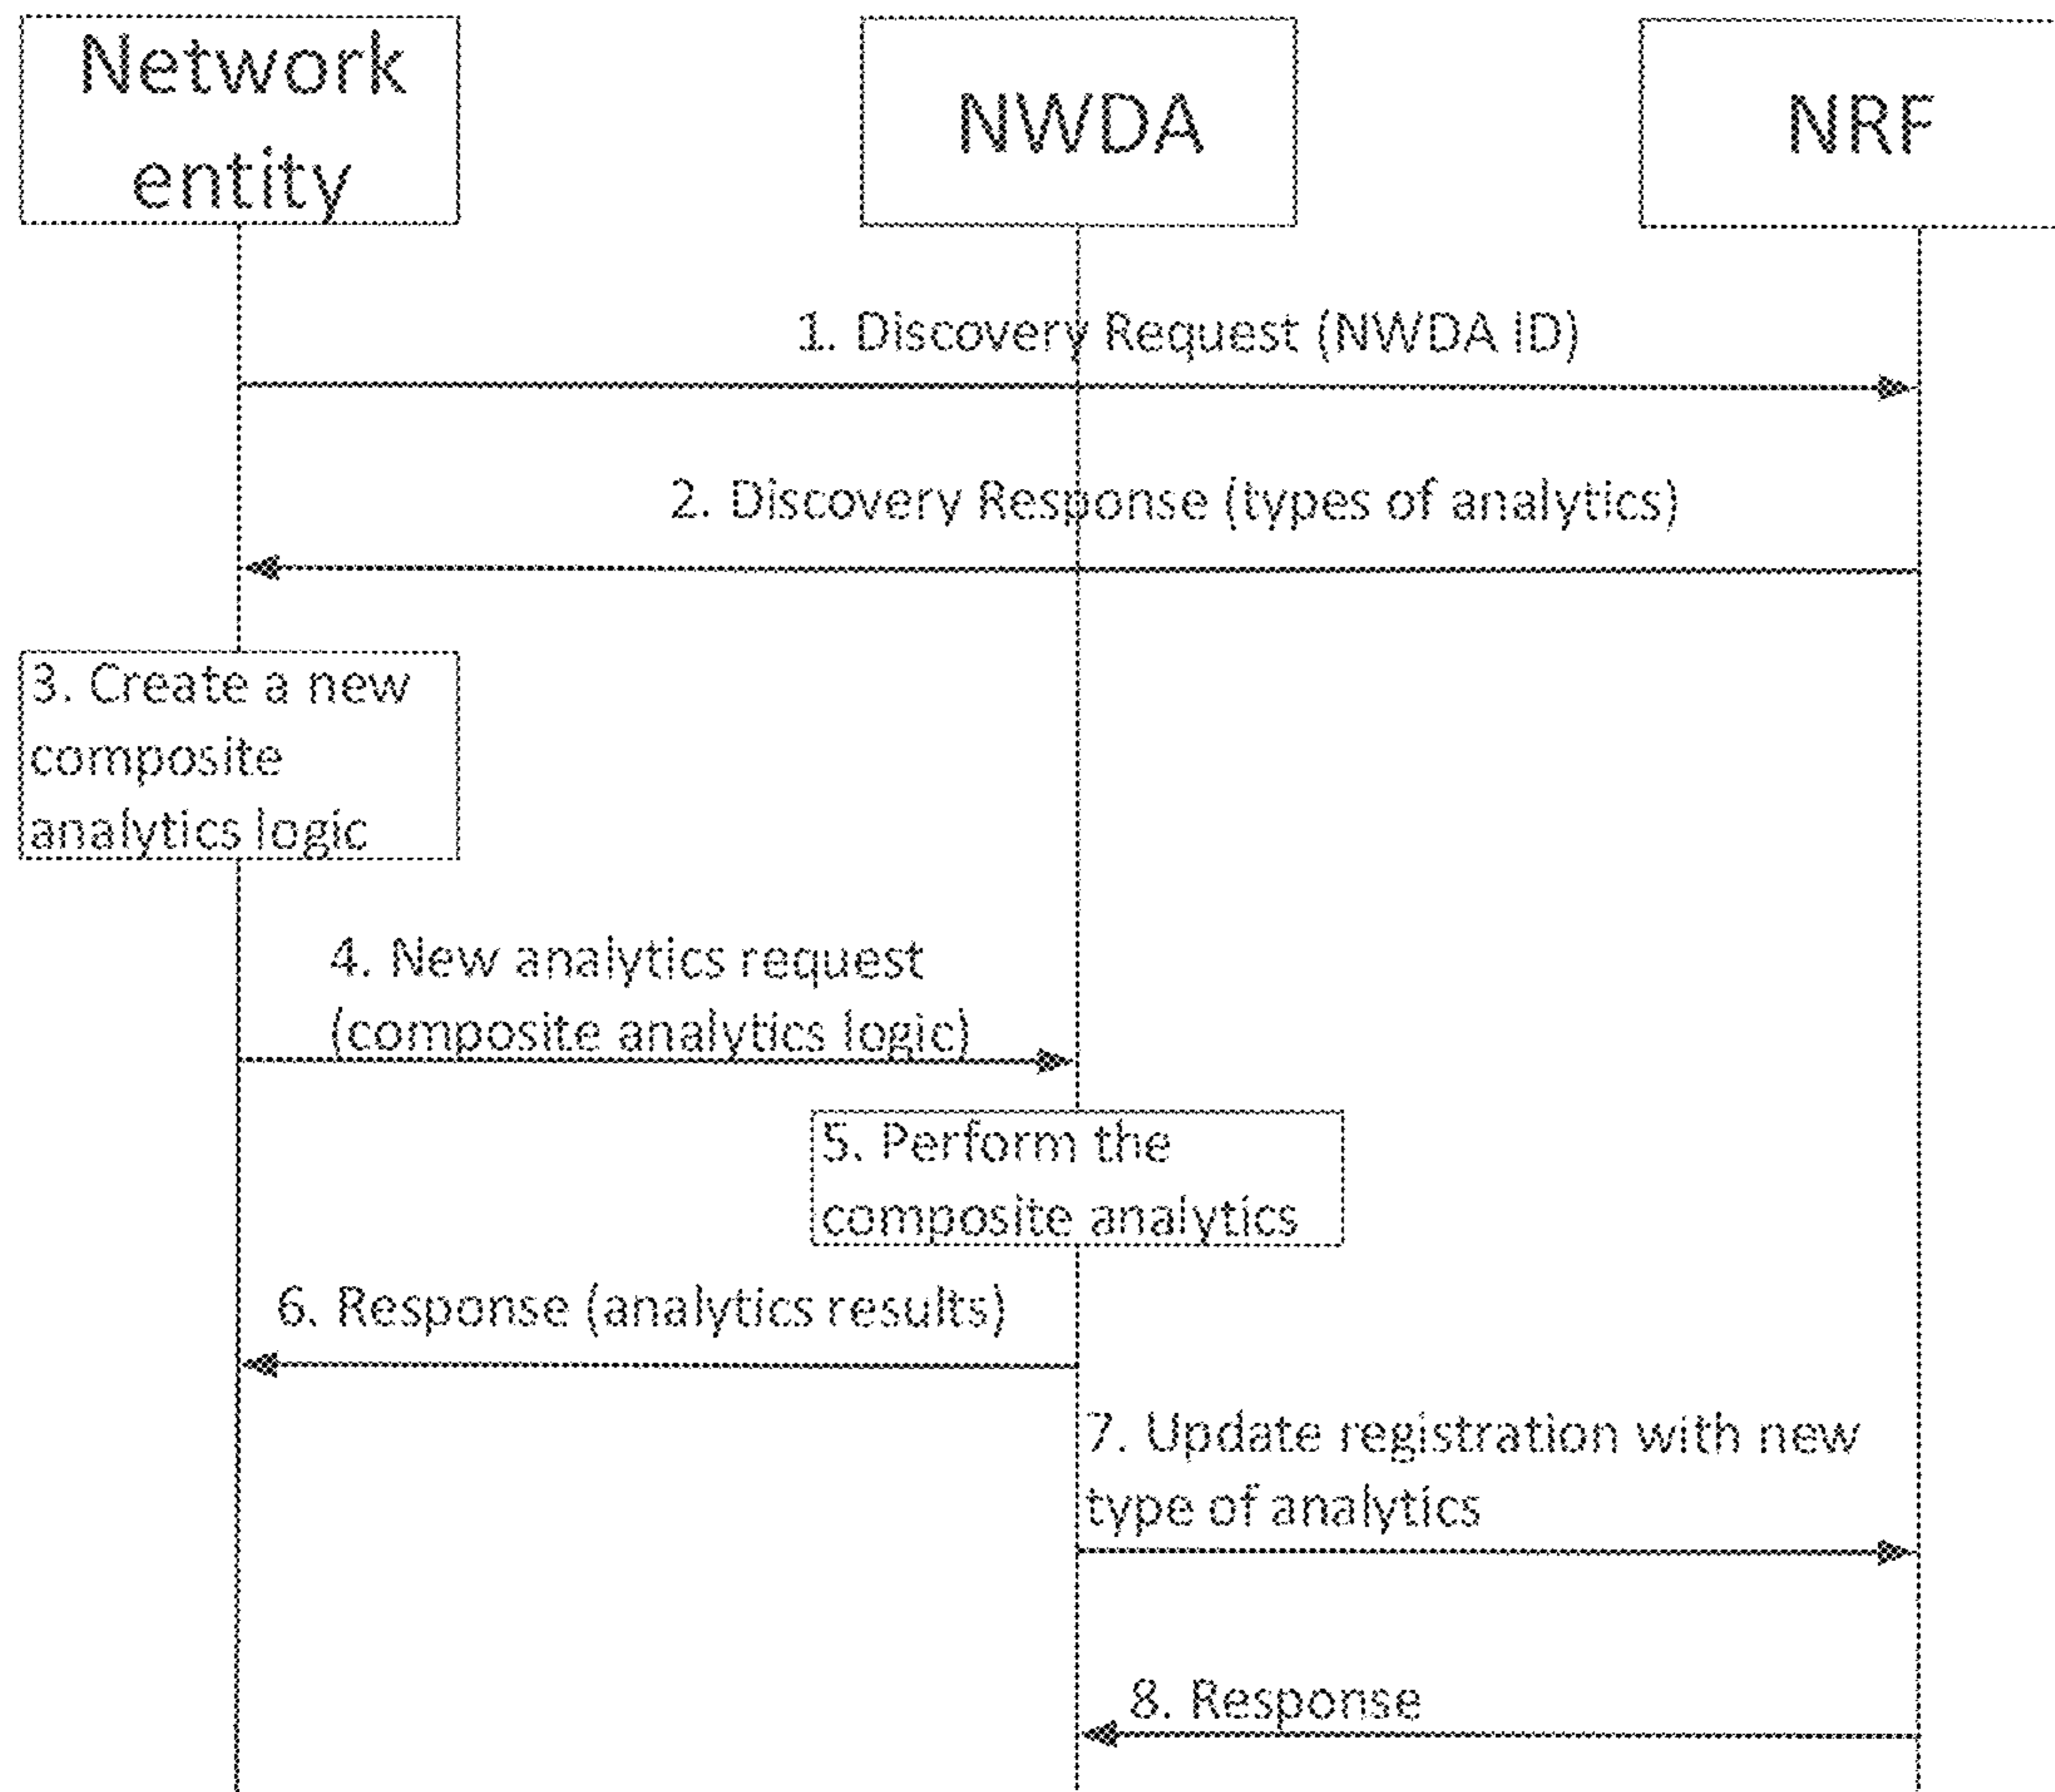 Network
entity
NWDA
NRF
1. Discovery Request (NWDA ID)
2. Discovery Response (types of analytics)
3. Create a new
composite
analytics logic
4. New analytics request
(composite analytics logic)
5. Perform the
composite analytics
6. Response (analytics results)
7. Update registration with new
type of analytics
8. Response